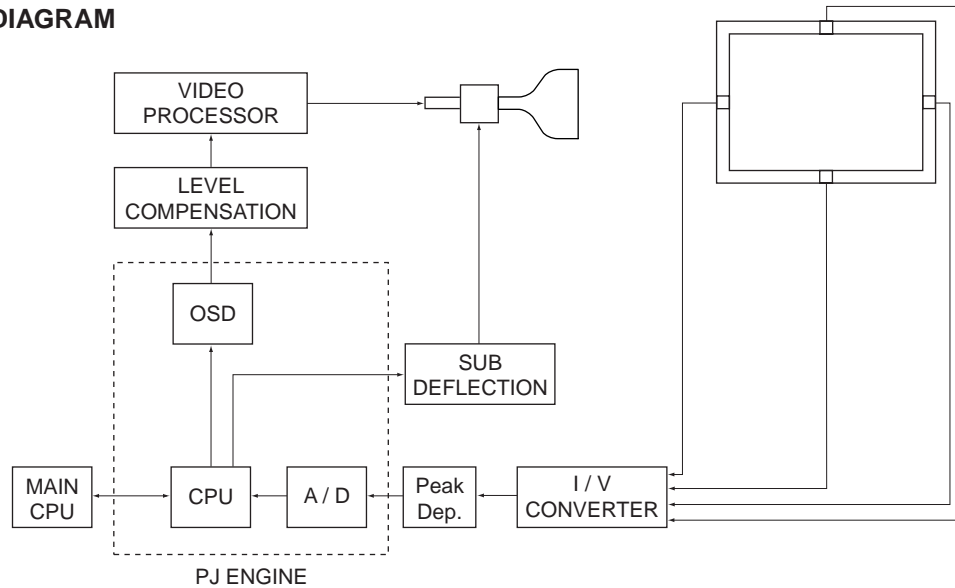 DIAGRAM
VIDEO
PROCESSOR
LEVEL
COMPENSATION
OSD
SUB
DEFLECTION
MAIN
CPU
CPU
A / D
Peak
Dep.
I / V
CONVERTER
PJ ENGINE